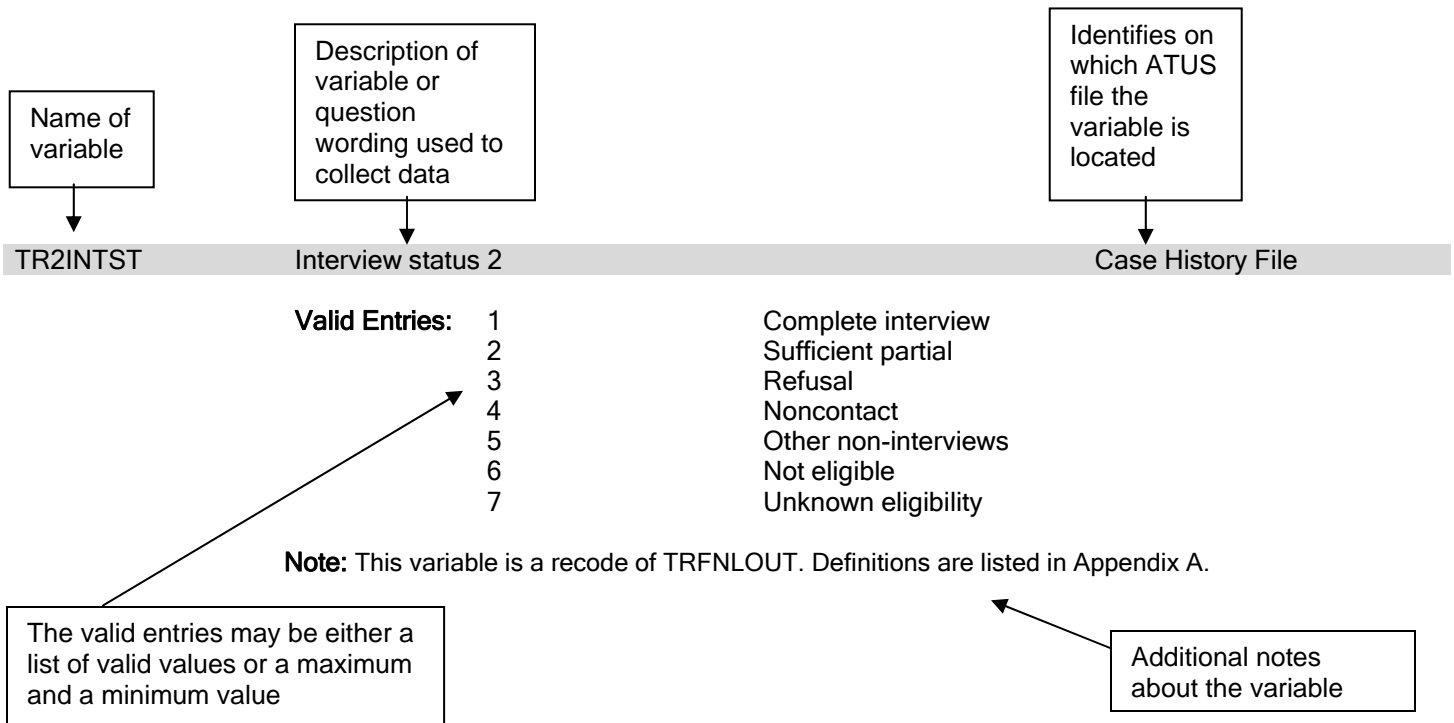 Name of
variable
Description of
variable or
question
wording used to
collect data
Identifies on
which ATUS
file the
variable is
located
TR2INTST Interview status 2 Case History File
Valid Entries: 1 Complete interview
2 Sufficient partial
3 Refusal
4 Noncontact
5 Other non-interviews
6 Not eligible
7 Unknown eligibility
Note: This variable is a recode of TRFNLOUT. Definitions are listed in Appendix A.
The valid entries may be either a
list of valid values or a maximum
and a minimum value
Additional notes
about the variable